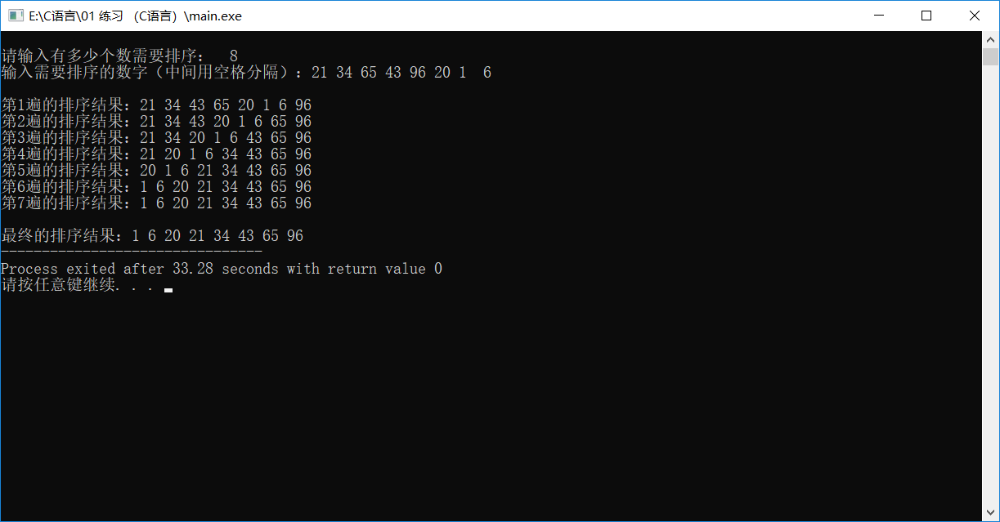 E:\C语言\01 练习 （C语言）\main.exe
请输入有多少个数需要排序：  8
输入需要排序的数字（中间用空格分隔）：21 34 65 43 96 20 1  6
第1遍的排序结果：21 34 43 65 20 1 6 96
第2遍的排序结果：21 34 43 20 1 6 65 96
第3遍的排序结果：21 34 20 1 6 43 65 96
第4遍的排序结果：21 20 1 6 34 43 65 96
第5遍的排序结果：20 1 6 21 34 43 65 96
第6遍的排序结果：1 6 20 21 34 43 65 96
第7遍的排序结果：1 6 20 21 34 43 65 96
最终的排序结果：1 6 20 21 34 43 65 96
--------------------------------
Process exited after 33.28 seconds with return value 0
请按任意键继续. . .